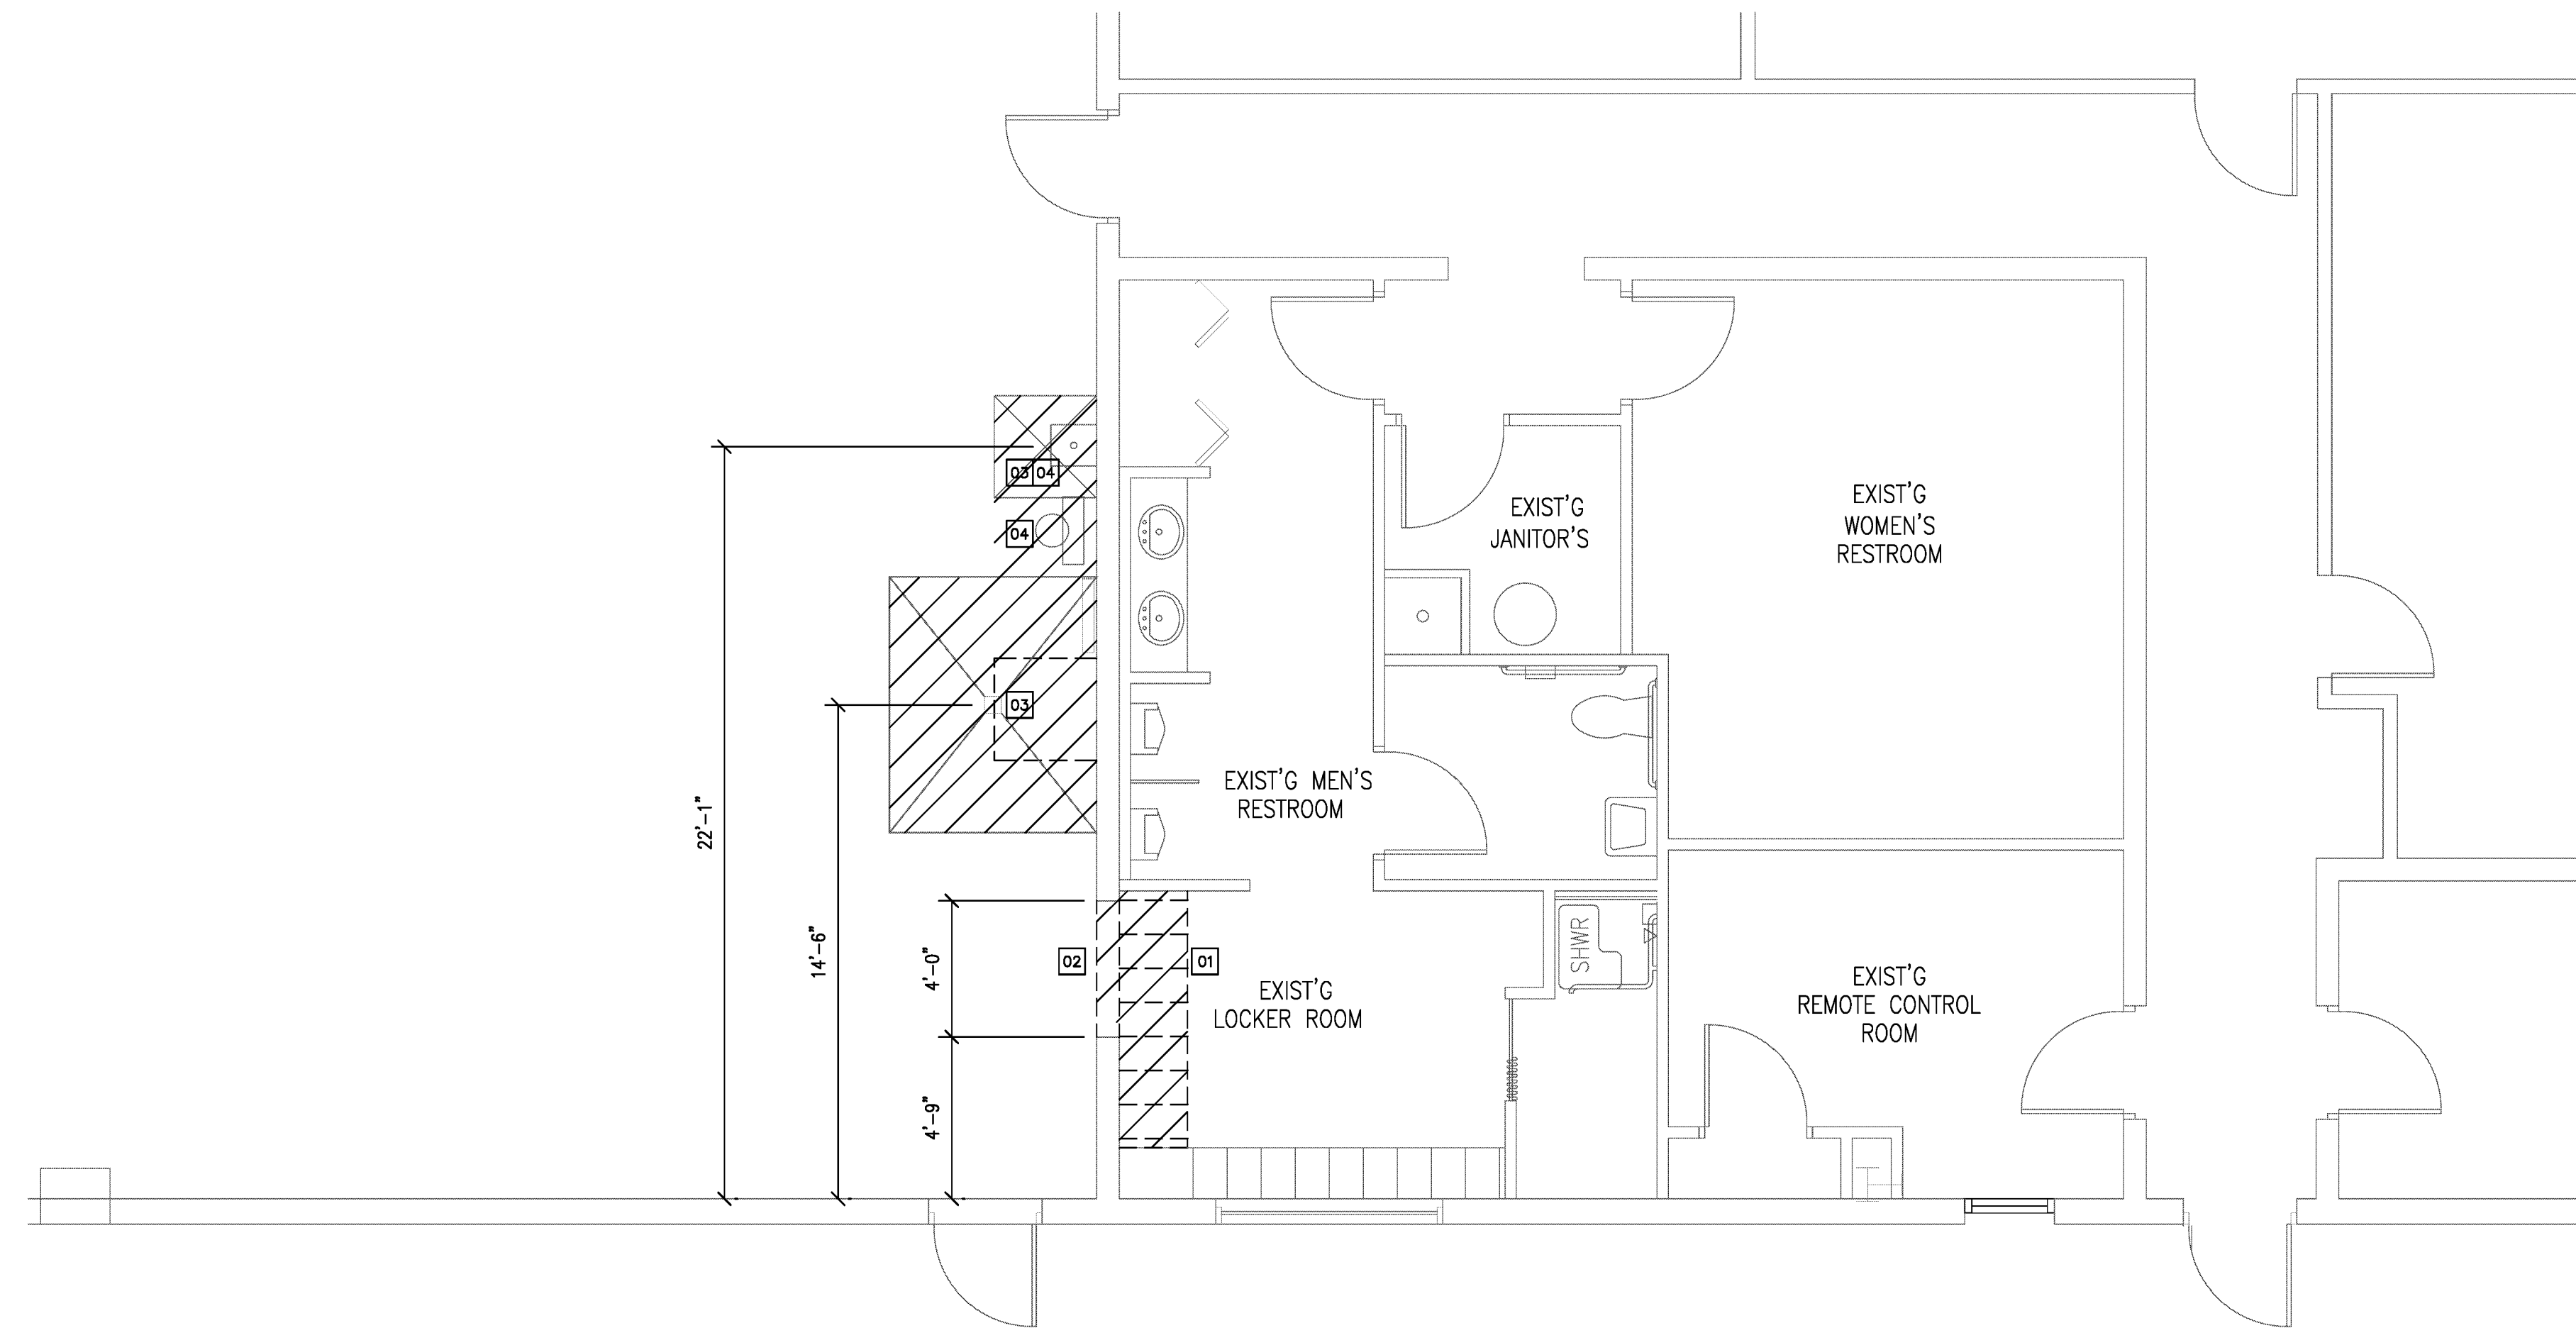 03 04
04
EXIST'G
JANITOR'S
EXIST'G
WOMEN'S
RESTROOM
03
22'-1"
EXIST'G MEN'S
RESTROOM
14'-6"
4'-0"
02
01
SHWR
EXIST'G
LOCKER ROOM
EXIST'G
REMOTE CONTROL
ROOM
4'-9"